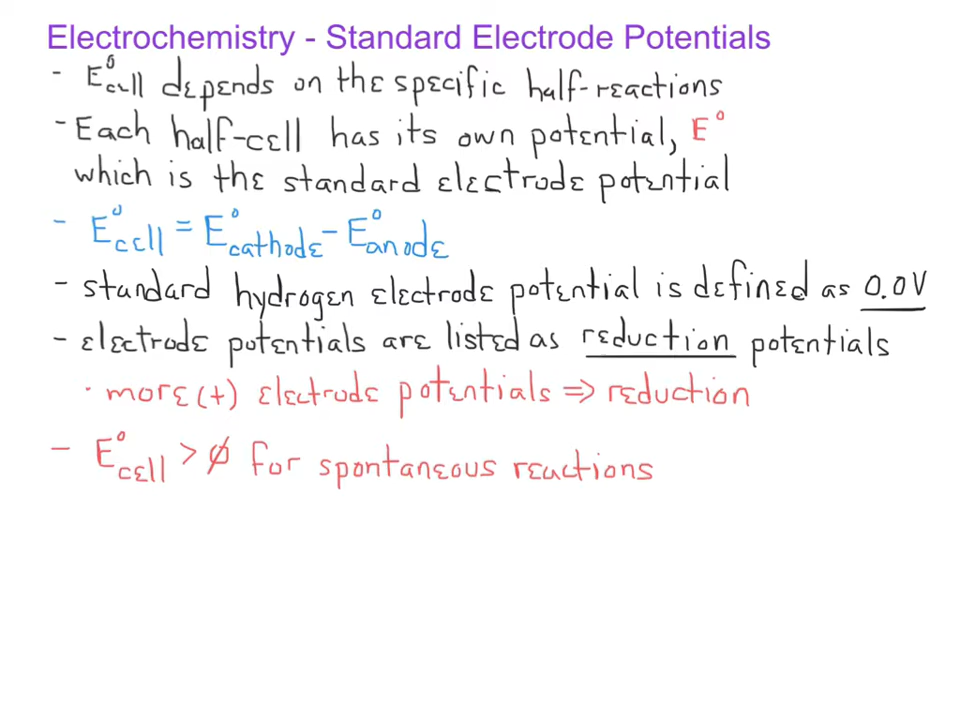 Electrochemistry - Standard Electrode Potentials
- E°cell depends on the specific half-reactions
- Each half-cell has its own potential, E°
which is the standard electrode potential
- E°cell = E°cathode - E°anode
- standard hydrogen electrode potential is defined as 0.0V
- electrode potentials are listed as reduction potentials
· more (+) electrode potentials ⇒ reduction
- E°cell > ∅ for spontaneous reactions